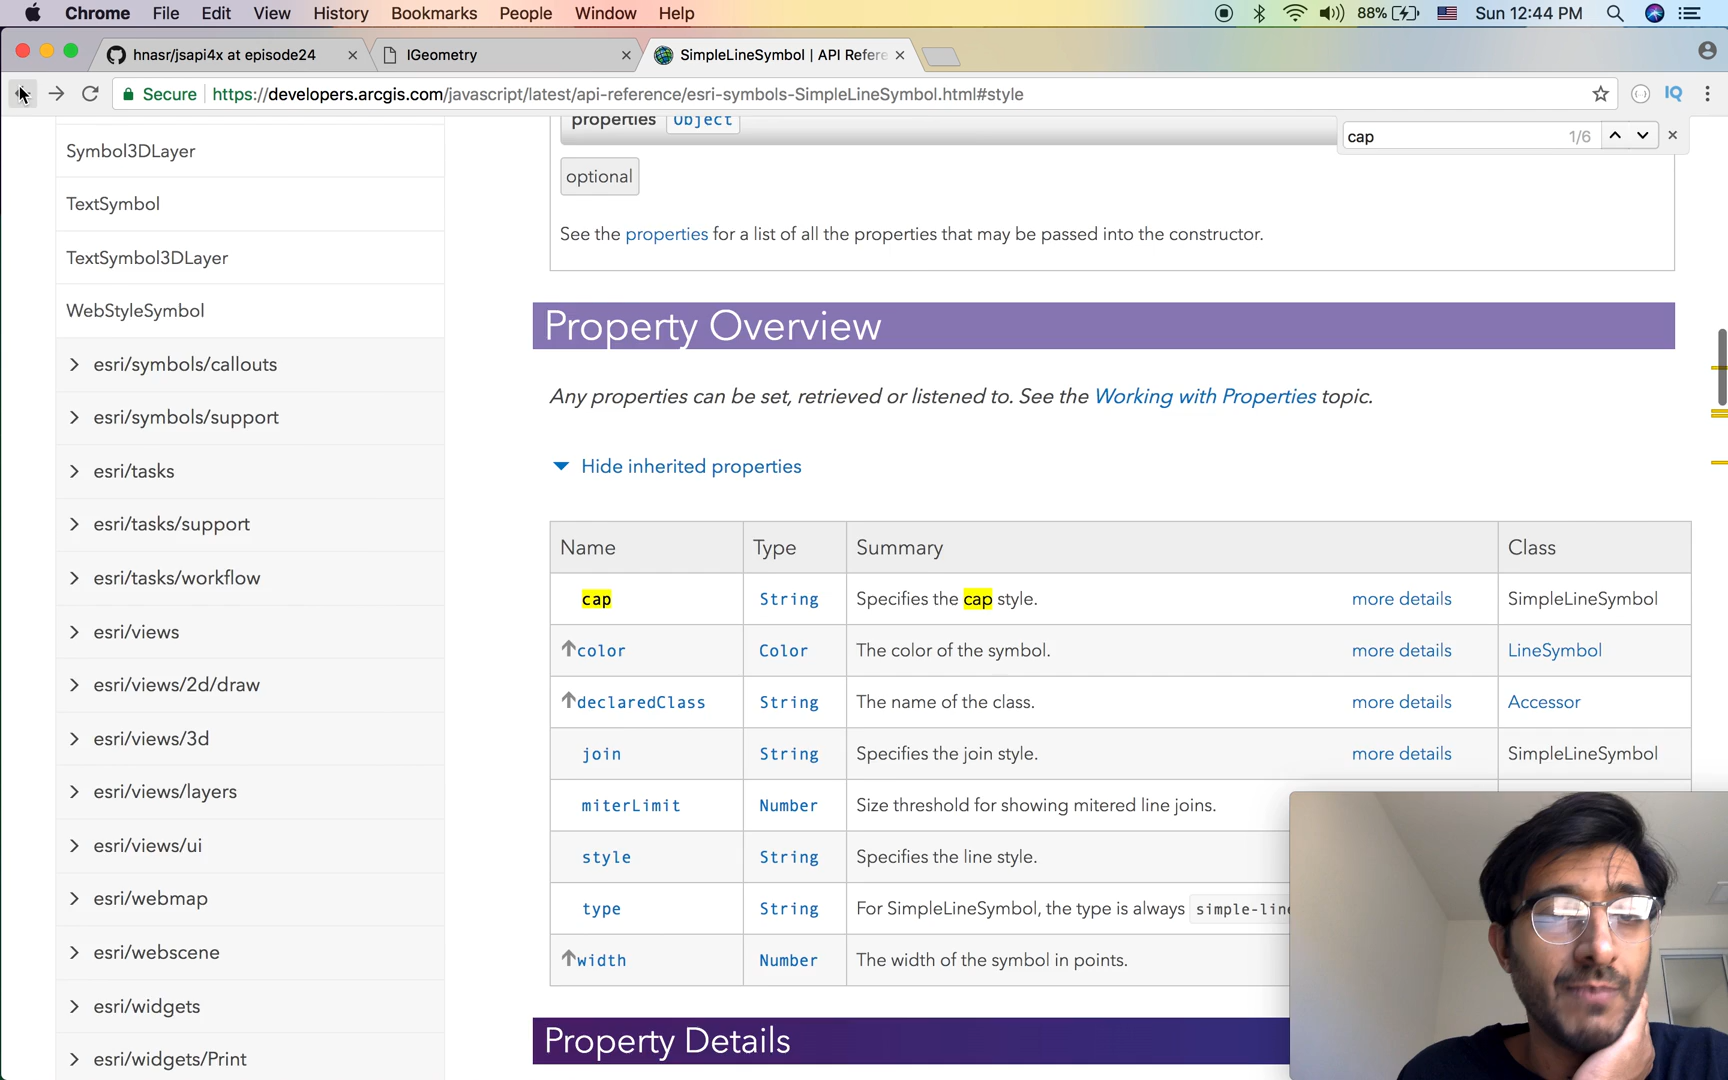 Chrome File Edit View History Bookmarks People Window Help 88% Sun 12:44 PM
hnasr/jsapi4x at episode24 IGeometry SimpleLineSymbol | API Refere
Secure https://developers.arcgis.com/javascript/latest/api-reference/esri-symbols-SimpleLineSymbol.html#style IQ
cap 1/6
Symbol3DLayer
TextSymbol
TextSymbol3DLayer
WebStyleSymbol
esri/symbols/callouts
esri/symbols/support
esri/tasks
esri/tasks/support
esri/tasks/workflow
esri/views
esri/views/2d/draw
esri/views/3d
esri/views/layers
esri/views/ui
esri/webmap
esri/webscene
esri/widgets
esri/widgets/Print
properties Object
optional
See the properties for a list of all the properties that may be passed into the constructor.
Property Overview
Any properties can be set, retrieved or listened to. See the Working with Properties topic.
Hide inherited properties
Name Type Summary Class
cap String Specifies the cap style. more details SimpleLineSymbol
color Color The color of the symbol. more details LineSymbol
declaredClass String The name of the class. more details Accessor
join String Specifies the join style. more details SimpleLineSymbol
miterLimit Number Size threshold for showing mitered line joins.
style String Specifies the line style.
type String For SimpleLineSymbol, the type is always simple-line
width Number The width of the symbol in points.
Property Details